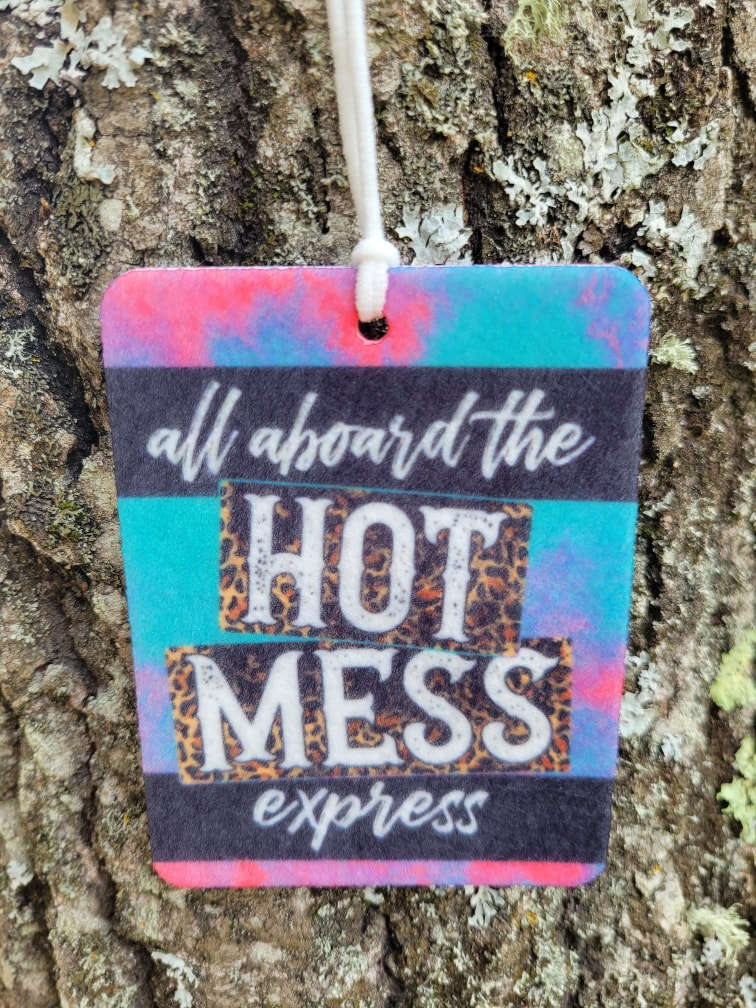 all aboard the
HOT
MESS
express